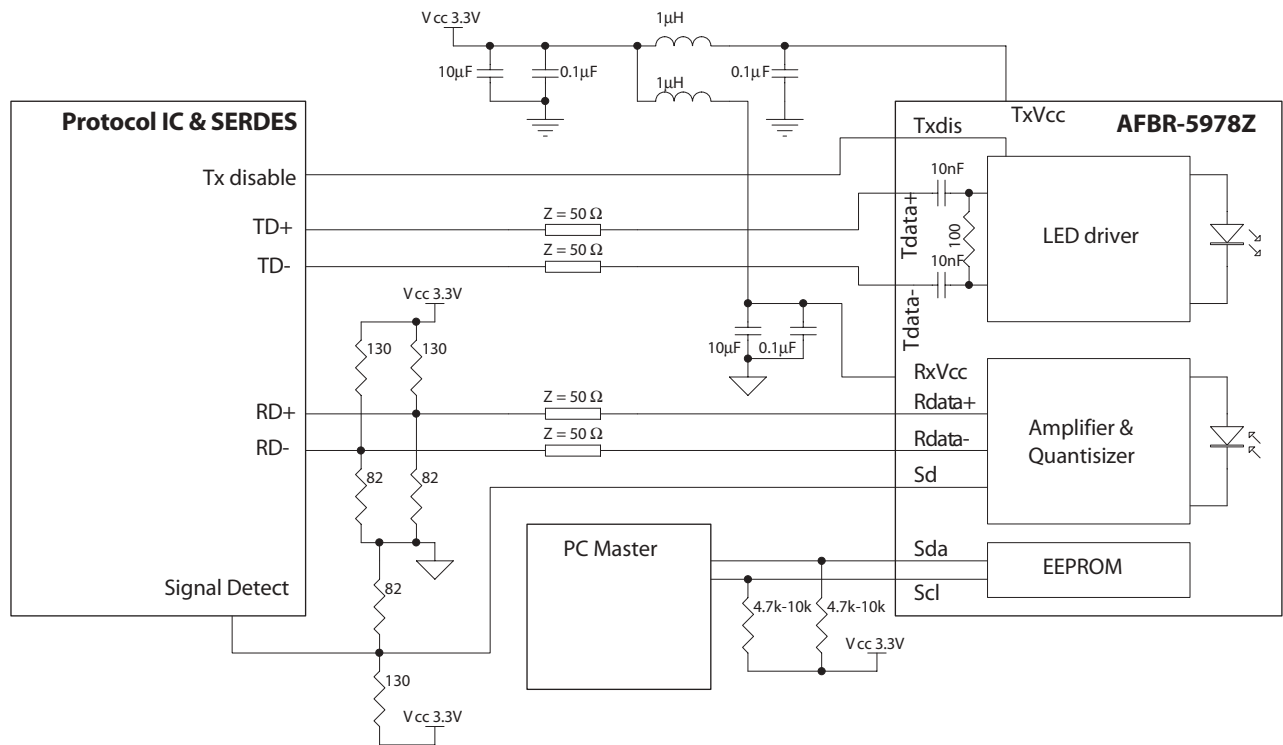 Vcc 3.3V
1µH
10µF
0.1µF
1µH
0.1µF
Protocol IC & SERDES
Txdis
TxVcc
AFBR-5978Z
Tx disable
10nF
TD+
Z = 50 Ω
Tdata+
100
LED driver
TD-
Z = 50 Ω
10nF
Tdata-
Vcc 3.3V
130
130
10µF
0.1µF
RxVcc
RD+
Z = 50 Ω
Rdata+
Amplifier &
Quantisizer
RD-
Z = 50 Ω
Rdata-
82
82
Sd
PC Master
Sda
EEPROM
Signal Detect
82
Scl
4.7k-10k
4.7k-10k
Vcc 3.3V
130
Vcc 3.3V